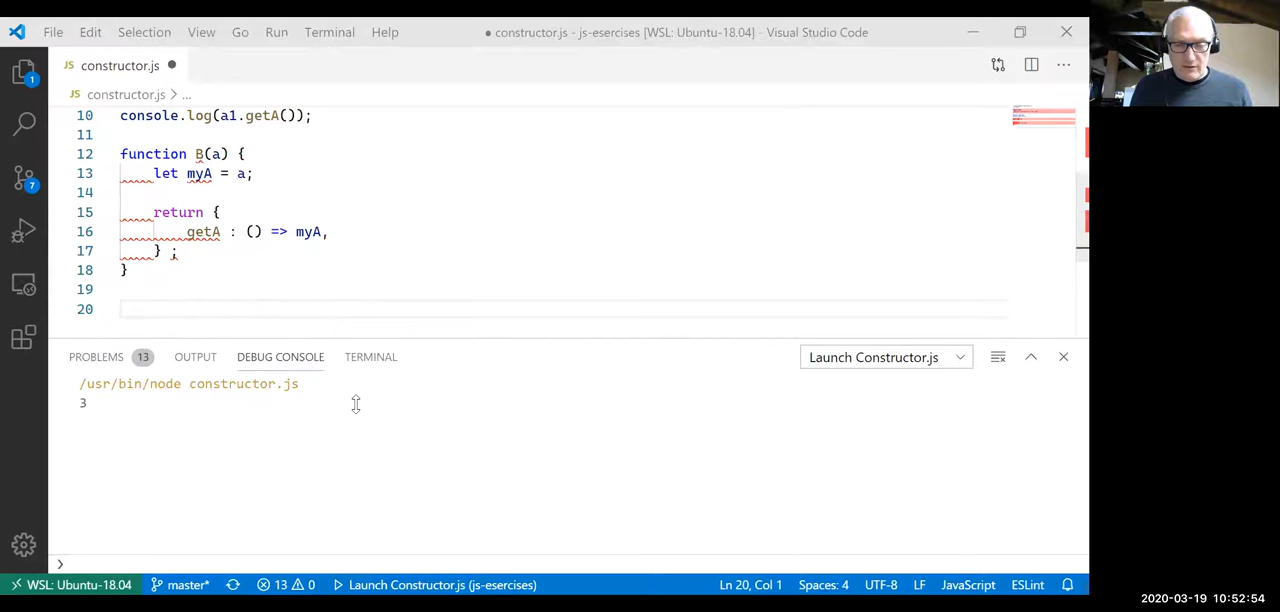 File Edit Selection View Go Run Terminal Help ● constructor.js - js-esercises [WSL: Ubuntu-18.04] - Visual Studio Code
JS constructor.js ●
JS constructor.js > ...
10 console.log(a1.getA());
11
12 function B(a) {
13 let myA = a;
14
15 return {
16 getA : () => myA,
17 } ;
18 }
19
20
1
7
PROBLEMS 13 OUTPUT DEBUG CONSOLE TERMINAL Launch Constructor.js
/usr/bin/node constructor.js
3
>
WSL: Ubuntu-18.04 master* 13 0 Launch Constructor.js (js-esercises) Ln 20, Col 1 Spaces: 4 UTF-8 LF JavaScript ESLint
2020-03-19 10:52:54